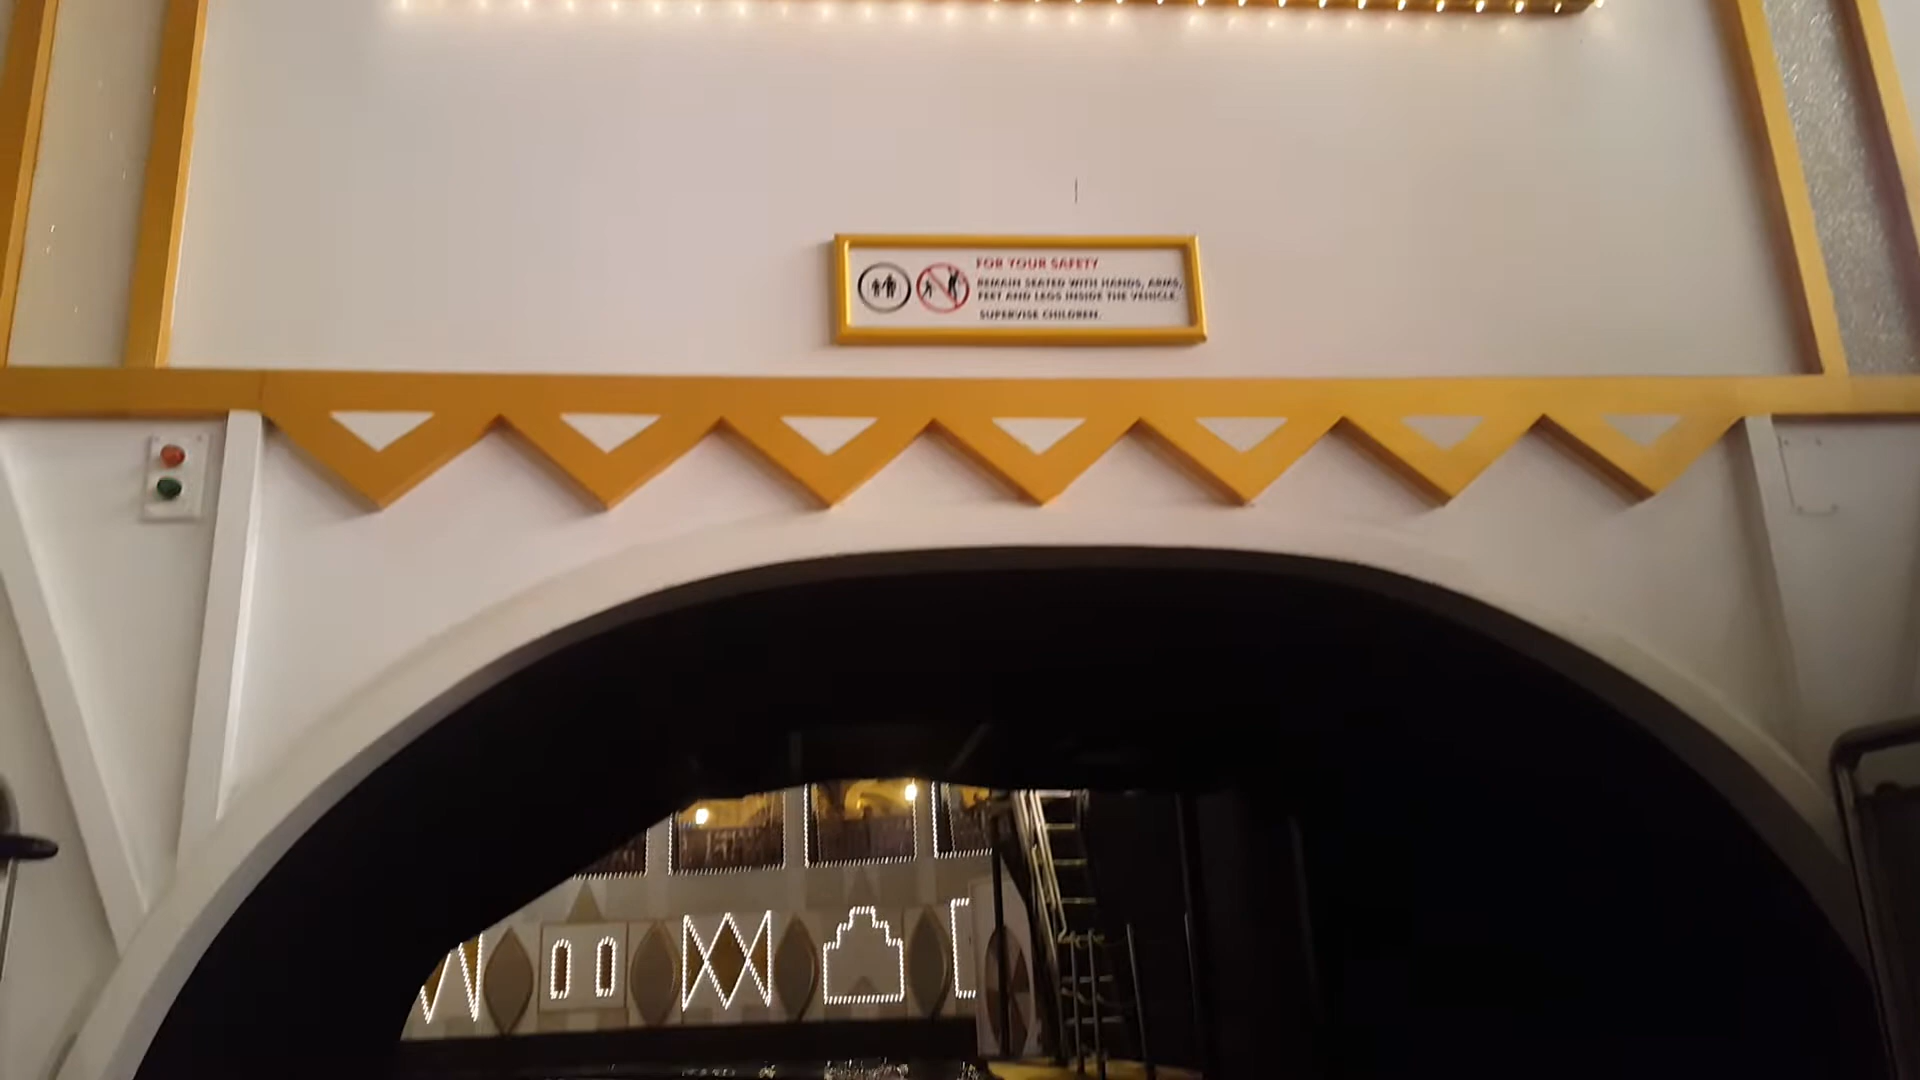 FOR YOUR SAFETY
REMAIN SEATED WITH HANDS, ARMS,
FEET AND LEGS INSIDE THE VEHICLE.
SUPERVISE CHILDREN.